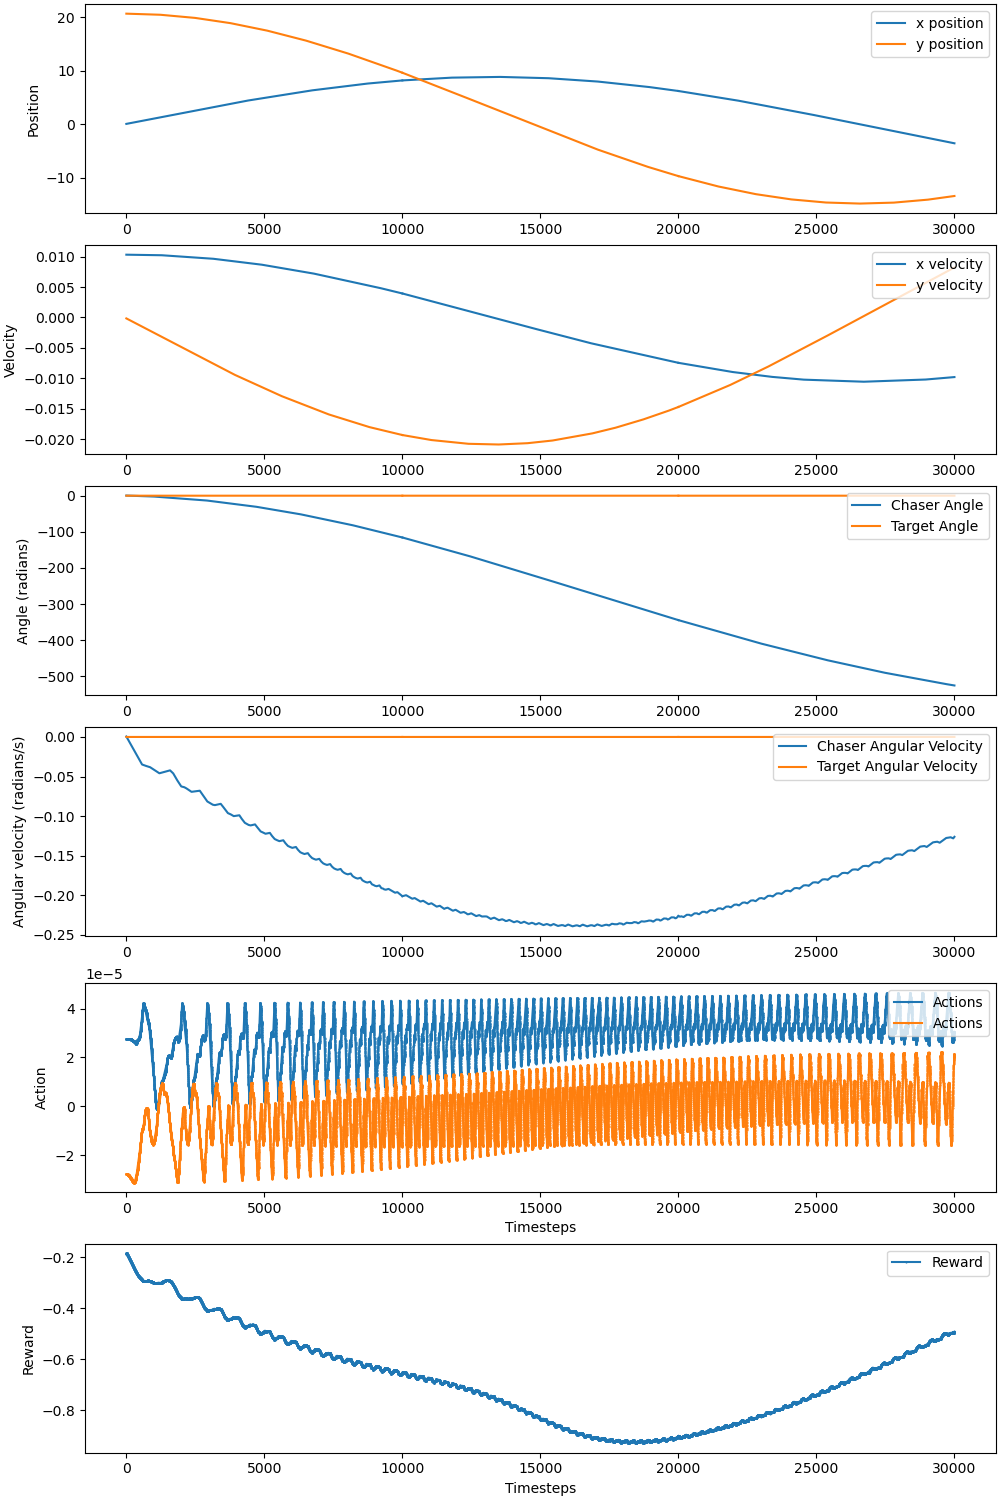 x position
y position
20
10
0
−10
Position
0 5000 10000 15000 20000 25000 30000
x velocity
y velocity
0.010
0.005
0.000
−0.005
−0.010
−0.015
−0.020
Velocity
0 5000 10000 15000 20000 25000 30000
Chaser Angle
Target Angle
0
−100
−200
−300
−400
−500
Angle (radians)
0 5000 10000 15000 20000 25000 30000
Chaser Angular Velocity
Target Angular Velocity
0.00
−0.05
−0.10
−0.15
−0.20
−0.25
Angular velocity (radians/s)
0 5000 10000 15000 20000 25000 30000
1e−5
Actions
Actions
4
2
0
−2
Action
0 5000 10000 15000 20000 25000 30000
Timesteps
Reward
−0.2
−0.4
−0.6
−0.8
Reward
0 5000 10000 15000 20000 25000 30000
Timesteps